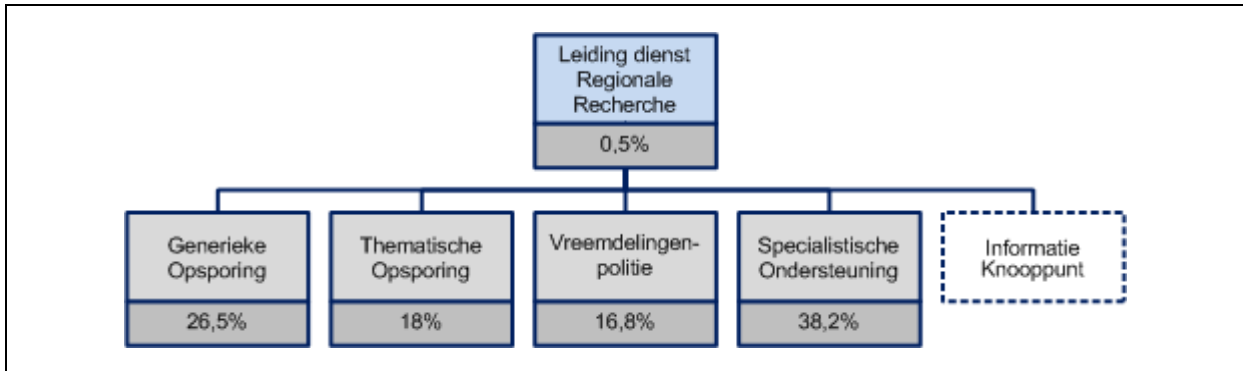 Leiding dienst
Regionale
Recherche
0,5%
Generieke
Opsporing
26,5%
Thematische
Opsporing
18%
Vreemdelingen-
politie
16,8%
Specialistische
Ondersteuning
38,2%
Informatie
Knooppunt